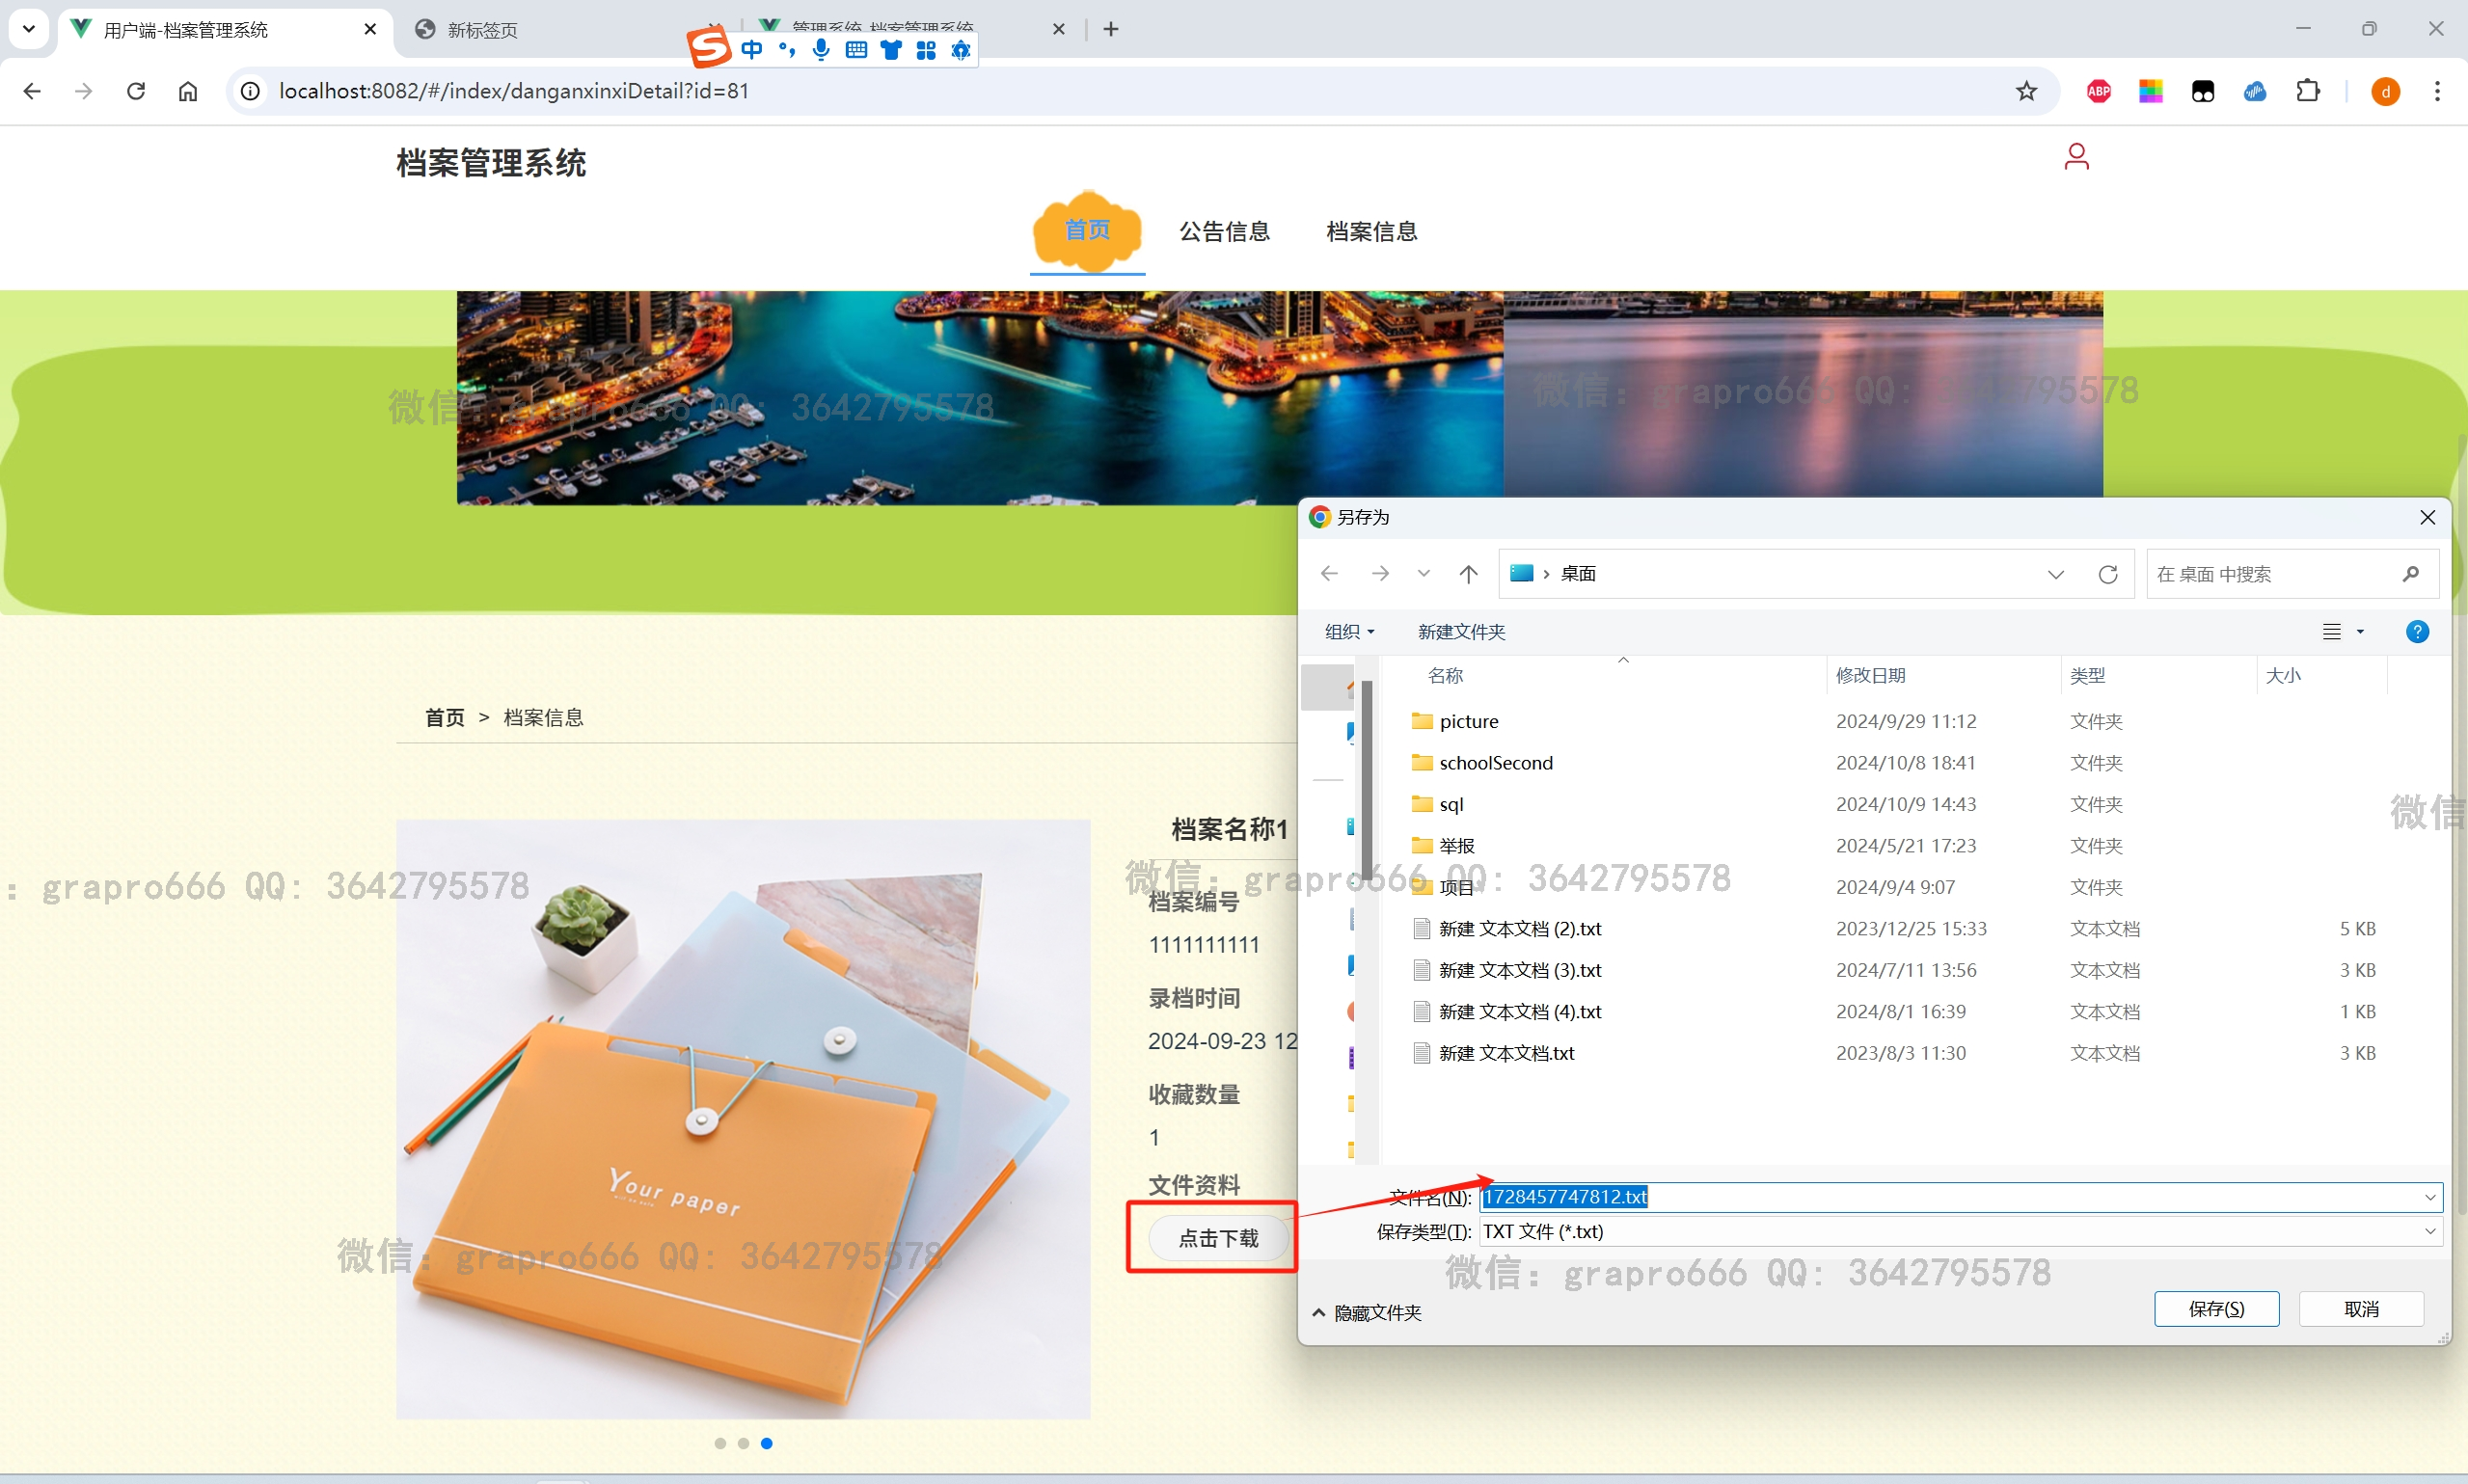 用户端-档案管理系统
新标签页
管理系统-档案管理系统
中
localhost:8082/#/index/danganxinxiDetail?id=81
ABP
d
档案管理系统
首页
公告信息
档案信息
微信: grapro666 QQ: 3642795578
微信: grapro666 QQ: 3642795578
另存为
桌面
在 桌面 中搜索
组织
新建文件夹
名称
修改日期
类型
大小
picture 2024/9/29 11:12 文件夹
schoolSecond 2024/10/8 18:41 文件夹
sql 2024/10/9 14:43 文件夹
举报 2024/5/21 17:23 文件夹
项目 2024/9/4 9:07 文件夹
新建 文本文档 (2).txt 2023/12/25 15:33 文本文档 5 KB
新建 文本文档 (3).txt 2024/7/11 13:56 文本文档 3 KB
新建 文本文档 (4).txt 2024/8/1 16:39 文本文档 1 KB
新建 文本文档.txt 2023/8/3 11:30 文本文档 3 KB
文件名(N): 1728457747812.txt
保存类型(T): TXT 文件 (*.txt)
隐藏文件夹
保存(S)
取消
首页 > 档案信息
档案名称1
档案编号
1111111111
录档时间
2024-09-23 12
收藏数量
1
文件资料
点击下载
Your paper
: grapro666 QQ: 3642795578
微信: grapro666 QQ: 3642795578
微信
微信: grapro666 QQ: 3642795578
微信: grapro666 QQ: 3642795578